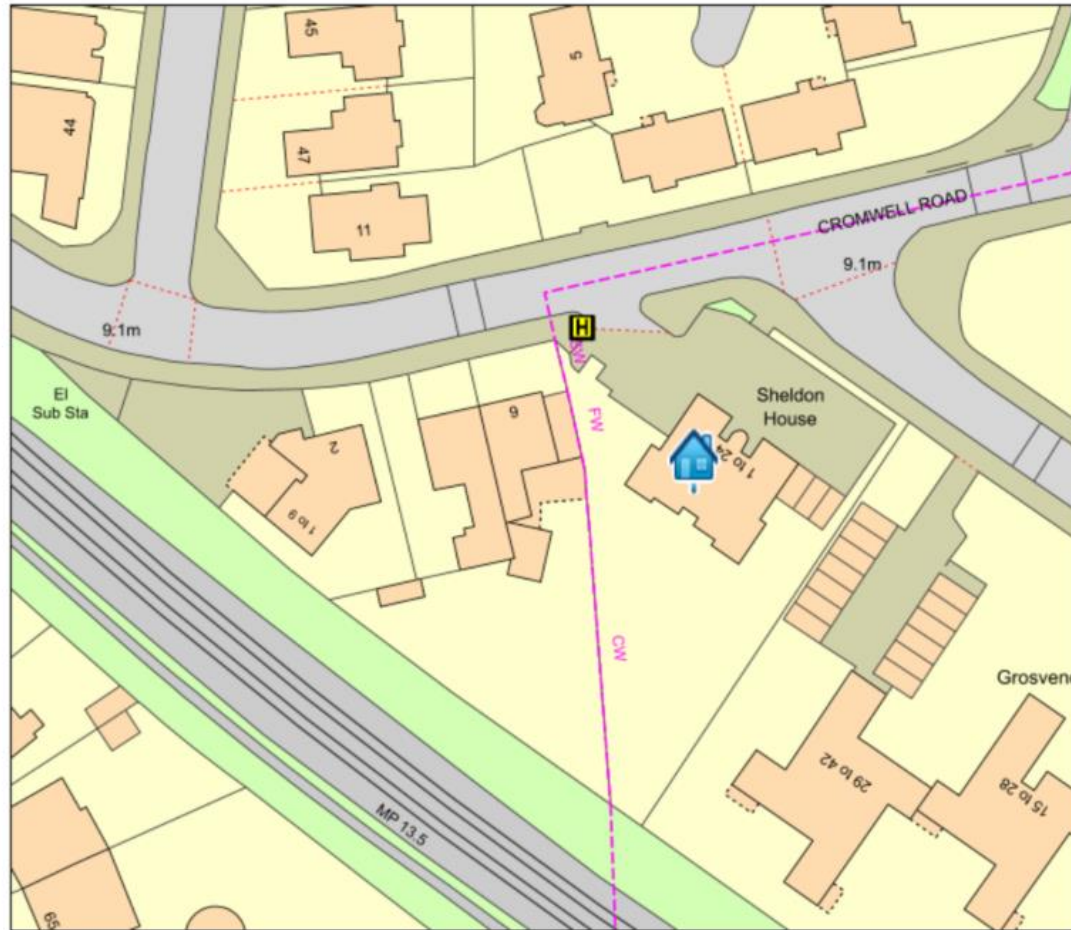 45
5
44
47
11
CROMWELL ROAD
9.1m
9.1m
H
El
Sub Sta
FW
Sheldon
House
6
2
1 to 24
1 to 9
CW
Grosven
29 to 42
15 to 28
MP 13.5
65